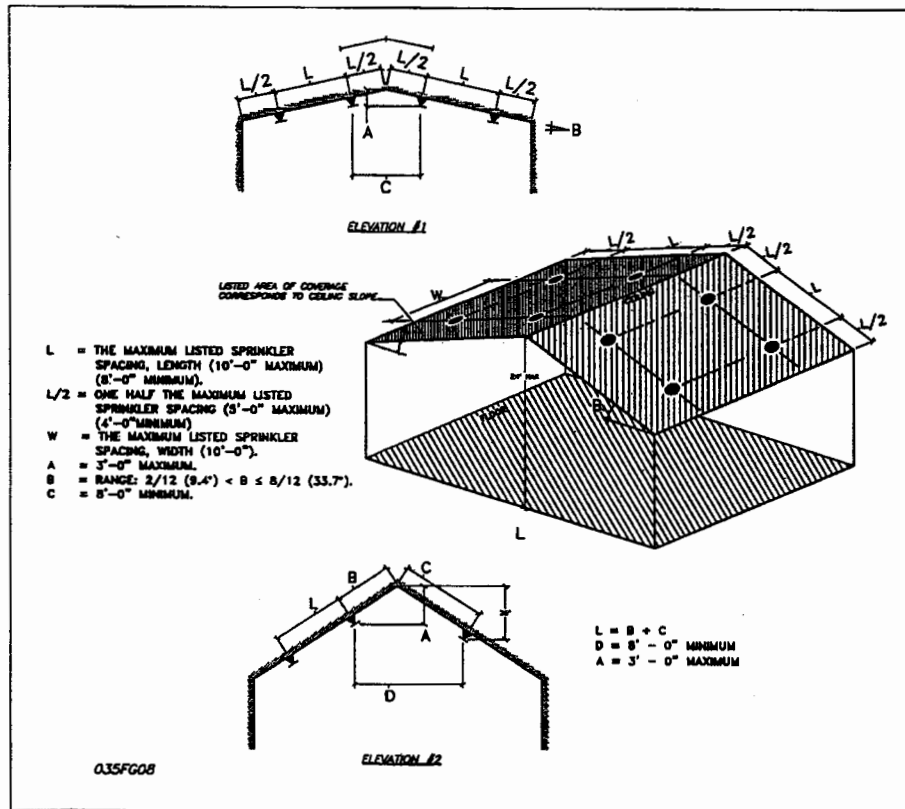 L/2 L L/2 L/2 L L/2
A
B
C
ELEVATION #1
L/2 L L/2 L/2
L
L/2
LISTED AREA OF COVERAGE
CORRESPONDS TO CEILING SLOPE
W
L = THE MAXIMUM LISTED SPRINKLER
SPACING, LENGTH (10'-0" MAXIMUM)
(8'-0" MINIMUM).
L/2 = ONE HALF THE MAXIMUM LISTED
SPRINKLER SPACING (5'-0" MAXIMUM)
(4'-0"MINIMUM)
W = THE MAXIMUM LISTED SPRINKLER
SPACING, WIDTH (10'-0").
A = 3'-0" MAXIMUM.
B = RANGE: 2/12 (9.4°) < B ≤ 8/12 (33.7°).
C = 8'-0" MINIMUM.
MAX
B
FLOOR
L
L B C
A
D
L = B + C
D = 8' - 0" MINIMUM
A = 3' - 0" MAXIMUM
ELEVATION #2
035FG08